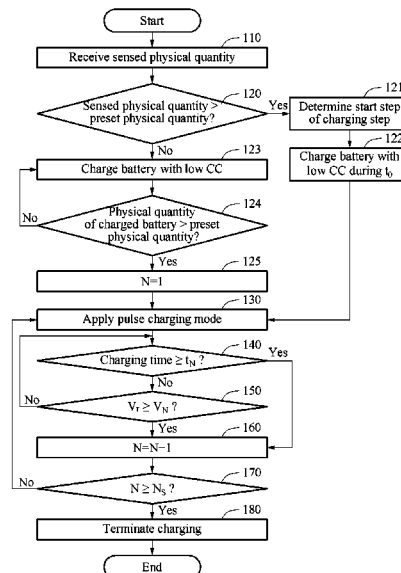 Start
110
Receive sensed physical quantity
120
Sensed physical quantity >
preset physical quantity?
Yes
121
Determine start step
of charging step
No
123
122
Charge battery with low CC
Charge battery with
low CC during t0
124
Physical quantity
of charged battery > preset
physical quantity?
No
Yes
125
N=1
130
Apply pulse charging mode
140
Charging time ≥ tN ?
Yes
No
150
Vr ≥ VN ?
No
Yes
160
N=N−1
170
N ≥ NS ?
No
Yes
180
Terminate charging
End